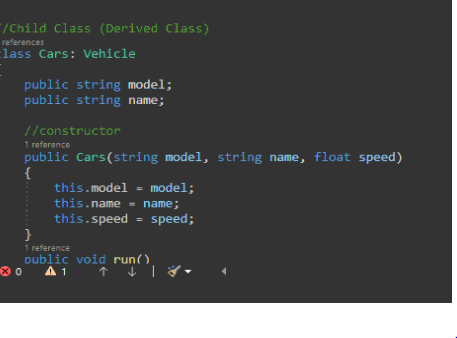 //Child Class (Derived Class)
references
class Cars: Vehicle
{
public string model;
public string name;
//constructor
1 reference
public Cars(string model, string name, float speed)
{
this.model = model;
this.name = name;
this.speed = speed;
}
1 reference
public void run()
0 1